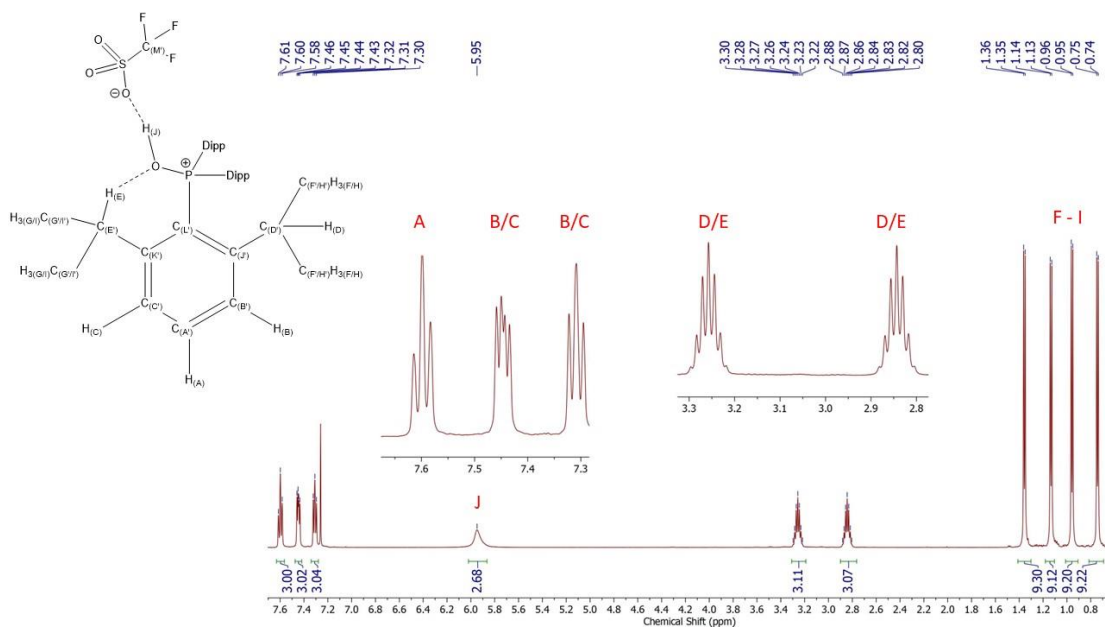 7.61 7.60 7.58 7.46 7.45 7.44 7.43 7.32 7.31 7.30
5.95
3.30 3.28 3.27 3.26 3.24 3.23 3.22 2.88 2.87 2.86 2.84 2.83 2.82 2.80
1.36 1.35 1.14 1.13 0.96 0.95 0.75 0.74
F
F
C(M')
F
O
S
O
O
⊖
H(J)
Dipp
O
P
⊕
Dipp
H(E)
C(F'/H')H3(F/H)
H3(G/I)C(G'/I')
C(E')
C(L')
C(D')
H(D)
C(K')
C(J')
H3(G/I)C(G'/I')
C(F'/H')H3(F/H)
C(C')
C(B')
H(C)
C(A')
H(B)
H(A)
A
B/C
B/C
D/E
D/E
F - I
3.3 3.2 3.1 3.0 2.9 2.8
7.6 7.5 7.4 7.3
J
3.00 3.02 3.04 2.68 3.11 3.07 9.30 9.12 9.20 9.22
7.6 7.4 7.2 7.0 6.8 6.6 6.4 6.2 6.0 5.8 5.6 5.4 5.2 5.0 4.8 4.6 4.4 4.2 4.0 3.8 3.6 3.4 3.2 3.0 2.8 2.6 2.4 2.2 2.0 1.8 1.6 1.4 1.2 1.0 0.8
Chemical Shift (ppm)